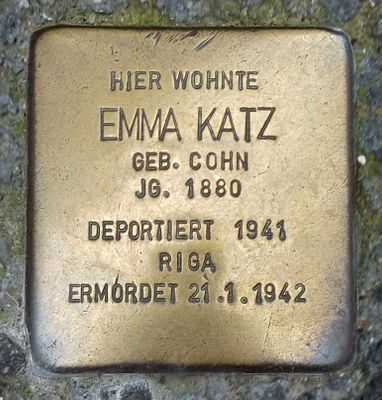 HIER WOHNTE
EMMA KATZ
GEB. COHN
JG. 1880
DEPORTIERT 1941
RIGA
ERMORDET 21.1.1942